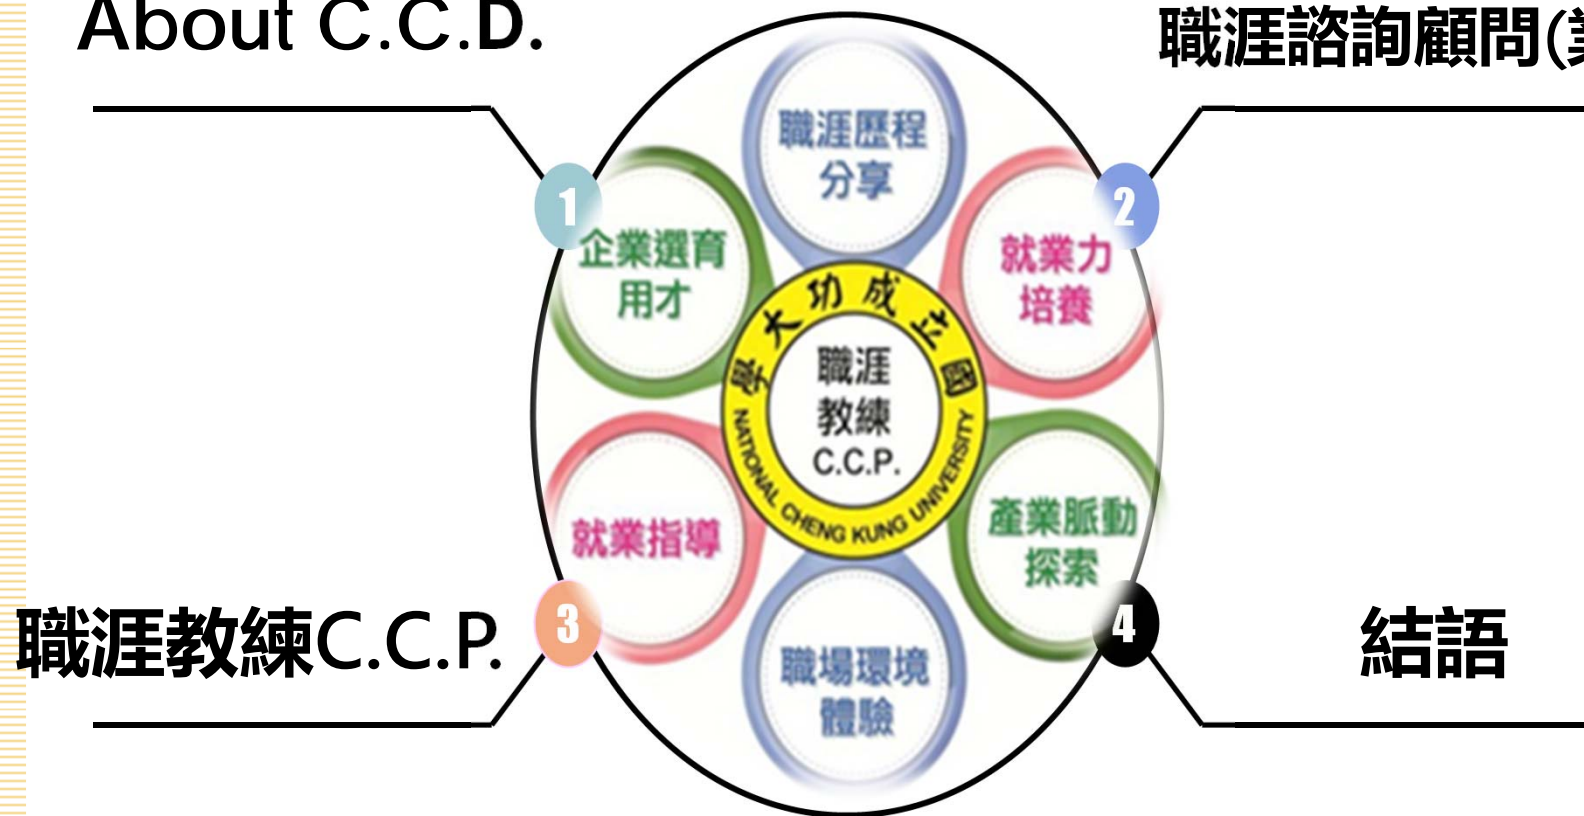 About C.C.D.
職涯諮詢顧問(業
1
2
職涯歷程
分享
企業選育
用才
就業力
培養
國立成功大學
NATIONAL CHENG KUNG UNIVERSITY
職涯
教練
C.C.P.
就業指導
產業脈動
探索
職場環境
體驗
3
4
職涯教練C.C.P.
結語